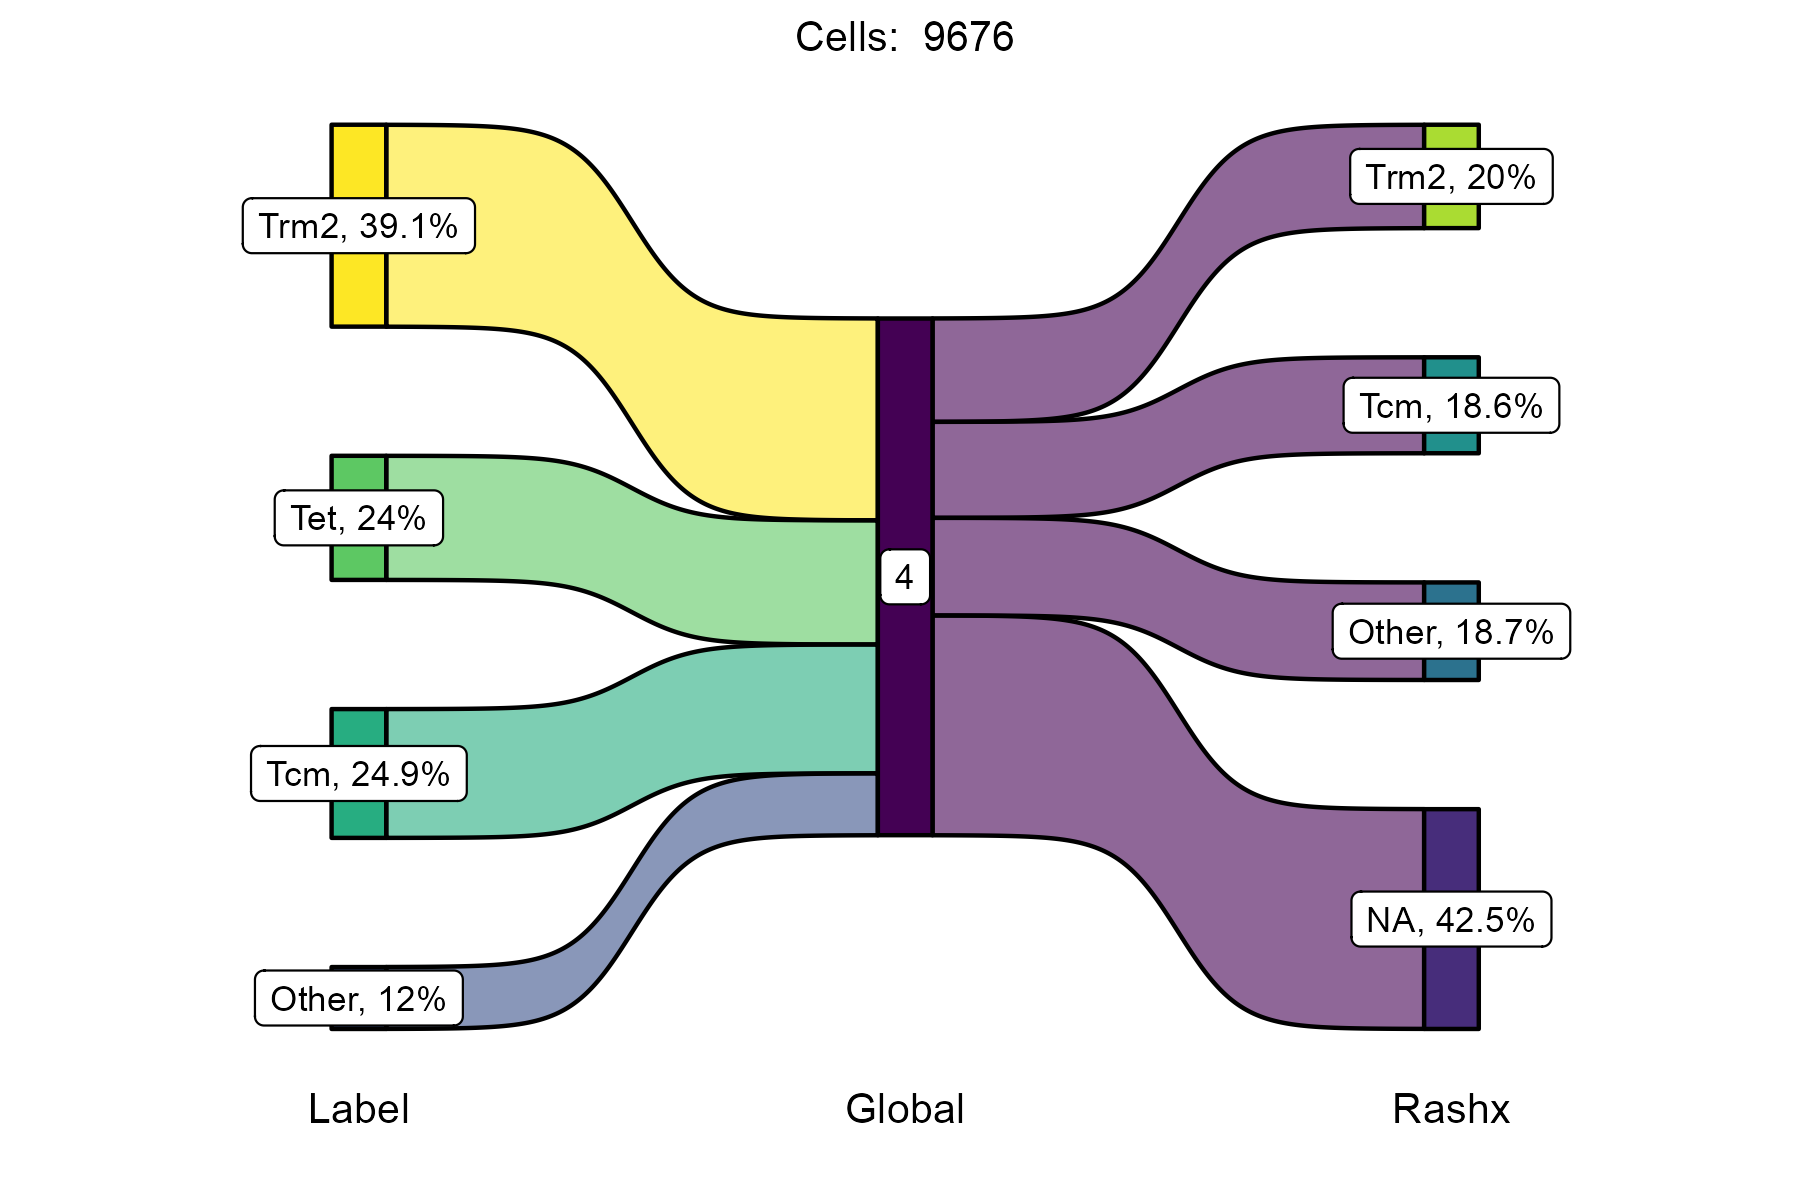 Cells:  9676
Trm2, 39.1%
Tet, 24%
Tcm, 24.9%
Other, 12%
4
Trm2, 20%
Tcm, 18.6%
Other, 18.7%
NA, 42.5%
Label
Global
Rashx